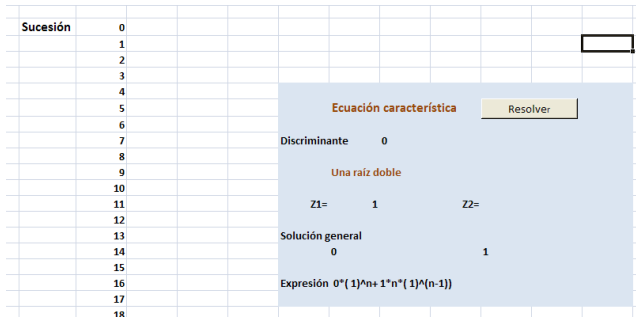 Sucesión 0
1
2
3
4
5 Ecuación característica Resolver
6
7 Discriminante 0
8
9 Una raíz doble
10
11 Z1= 1 Z2=
12
13 Solución general
14 0 1
15
16 Expresión 0*( 1)^n+ 1*n*( 1)^(n-1))
17
18